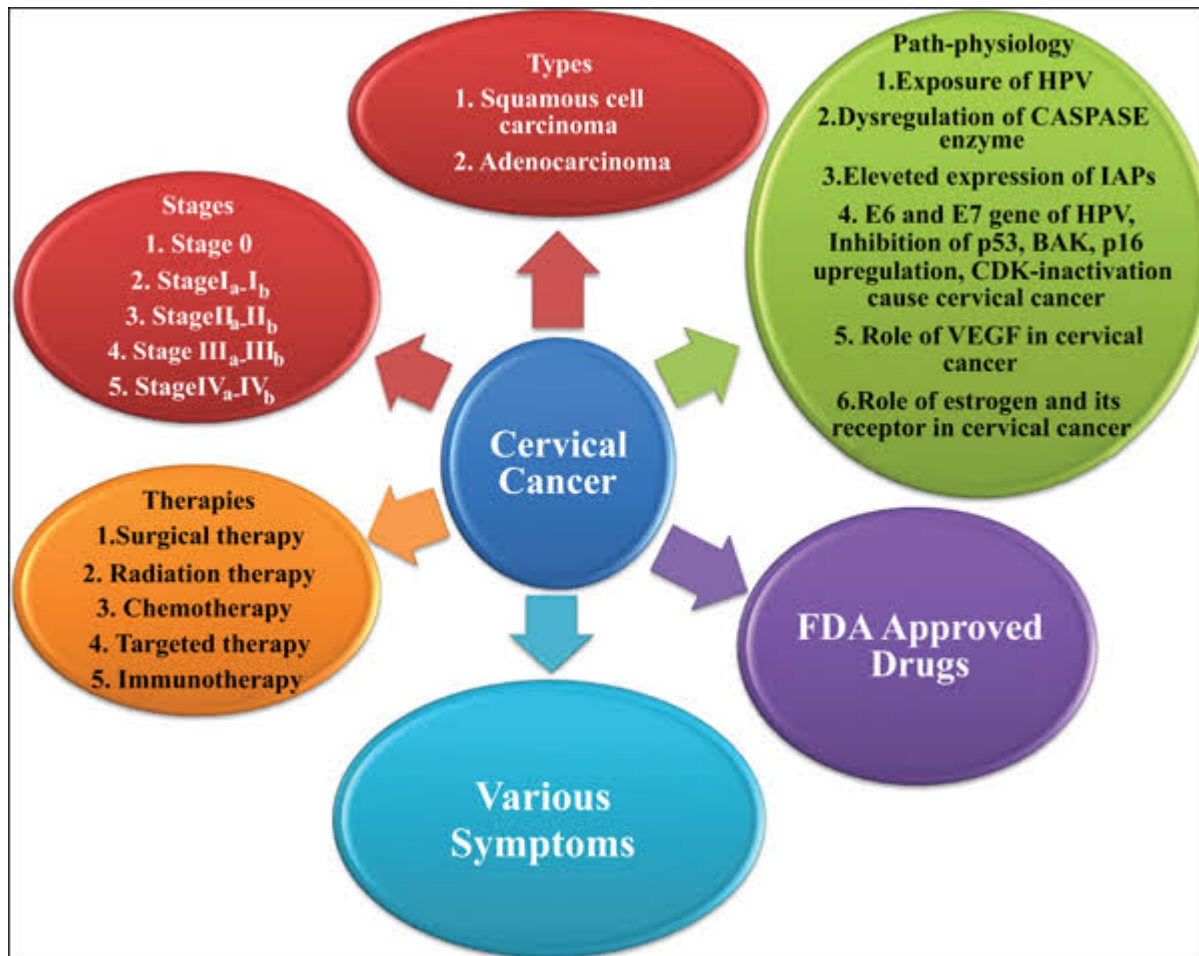 Types
1. Squamous cell
carcinoma
2. Adenocarcinoma
Path-physiology
1.Exposure of HPV
2.Dysregulation of CASPASE
enzyme
3.Eleveted expression of IAPs
4. E6 and E7 gene of HPV,
Inhibition of p53, BAK, p16
upregulation, CDK-inactivation
cause cervical cancer
5. Role of VEGF in cervical
cancer
6.Role of estrogen and its
receptor in cervical cancer
Stages
1. Stage 0
2. StageIa-Ib
3. StageIIa-IIb
4. Stage IIIa-IIIb
5. StageIVa-IVb
Cervical
Cancer
Therapies
1.Surgical therapy
2. Radiation therapy
3. Chemotherapy
4. Targeted therapy
5. Immunotherapy
FDA Approved
Drugs
Various
Symptoms